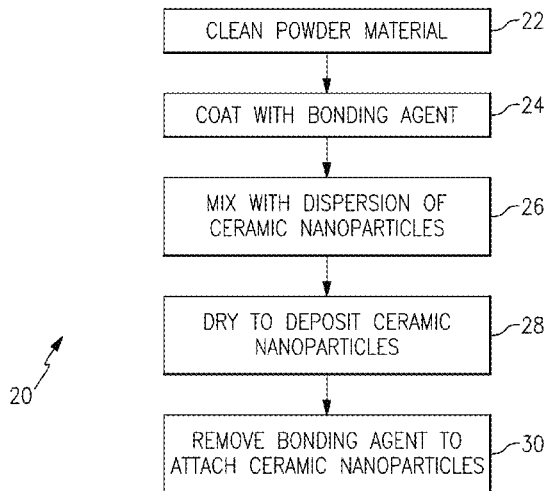 CLEAN POWDER MATERIAL
22
COAT WITH BONDING AGENT
24
MIX WITH DISPERSION OF
CERAMIC NANOPARTICLES
26
DRY TO DEPOSIT CERAMIC
NANOPARTICLES
28
20
REMOVE BONDING AGENT TO
ATTACH CERAMIC NANOPARTICLES
30